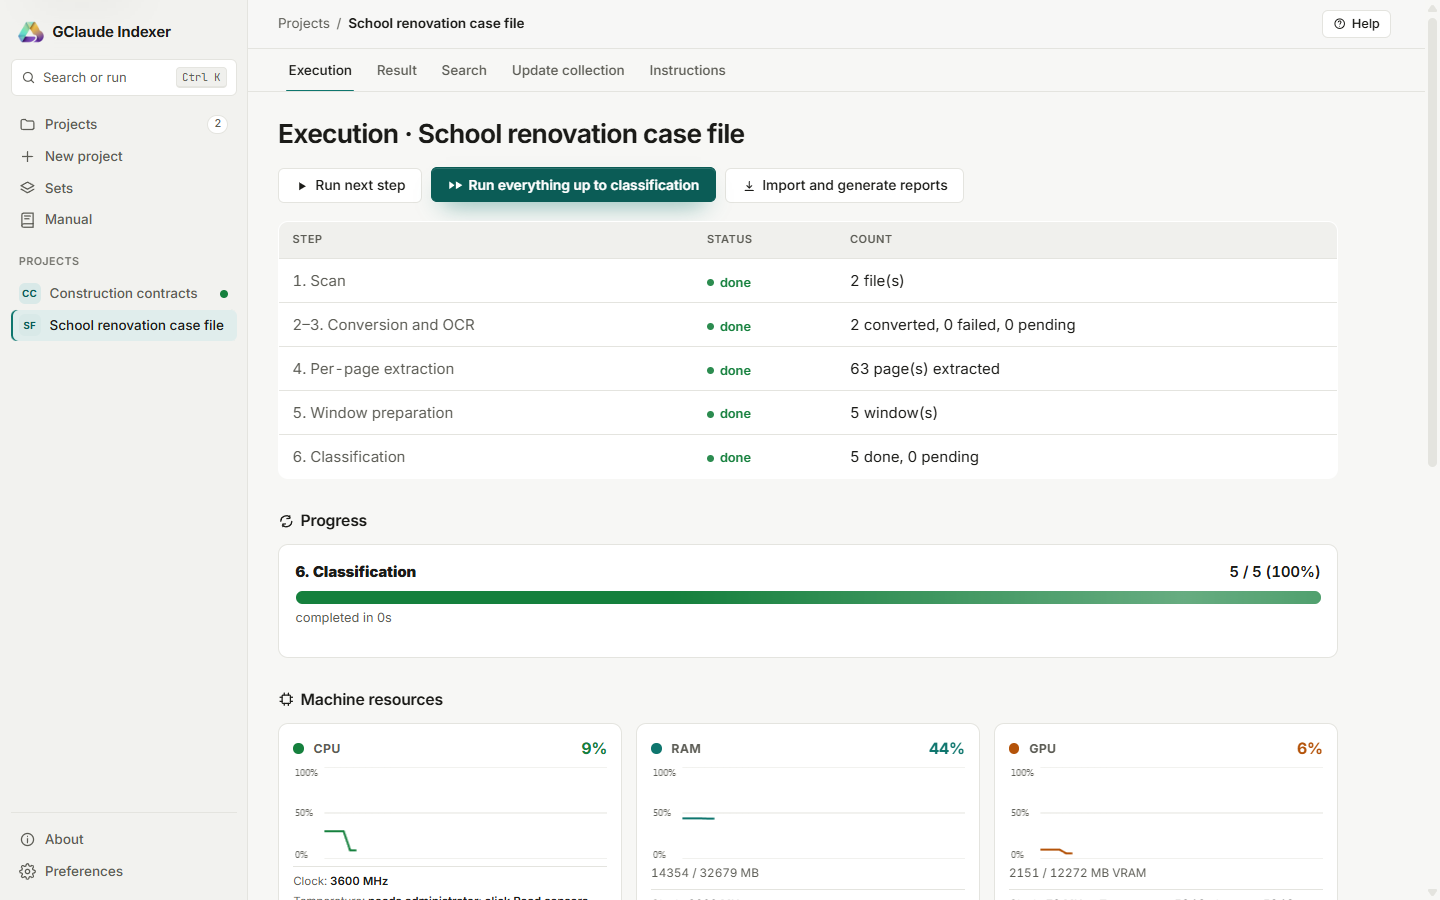 GClaude Indexer
Search or run
Ctrl K
Projects
2
New project
Sets
Manual
PROJECTS
CC
Construction contracts
SF
School renovation case file
About
Preferences
Projects / School renovation case file
Help
Execution
Result
Search
Update collection
Instructions
Execution · School renovation case file
Run next step
Run everything up to classification
Import and generate reports
STEP
STATUS
COUNT
1. Scan
done
2 file(s)
2–3. Conversion and OCR
done
2 converted, 0 failed, 0 pending
4. Per-page extraction
done
63 page(s) extracted
5. Window preparation
done
5 window(s)
6. Classification
done
5 done, 0 pending
Progress
6. Classification
5 / 5 (100%)
completed in 0s
Machine resources
CPU
9%
100%
50%
0%
Clock: 3600 MHz
RAM
44%
100%
50%
0%
14354 / 32679 MB
GPU
6%
100%
50%
0%
2151 / 12272 MB VRAM